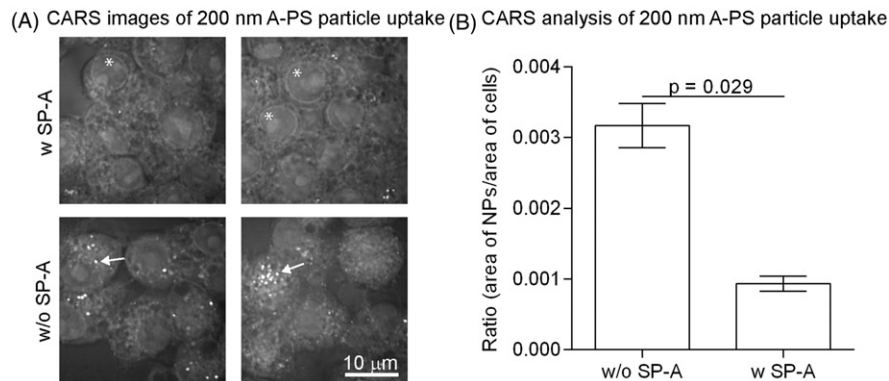 (A) CARS images of 200 nm A-PS particle uptake
w SP-A
*
*
*
w/o SP-A
10 μm
(B) CARS analysis of 200 nm A-PS particle uptake
Ratio (area of NPs/area of cells)
0.004
0.003
0.002
0.001
0.000
p = 0.029
w/o SP-A
w SP-A